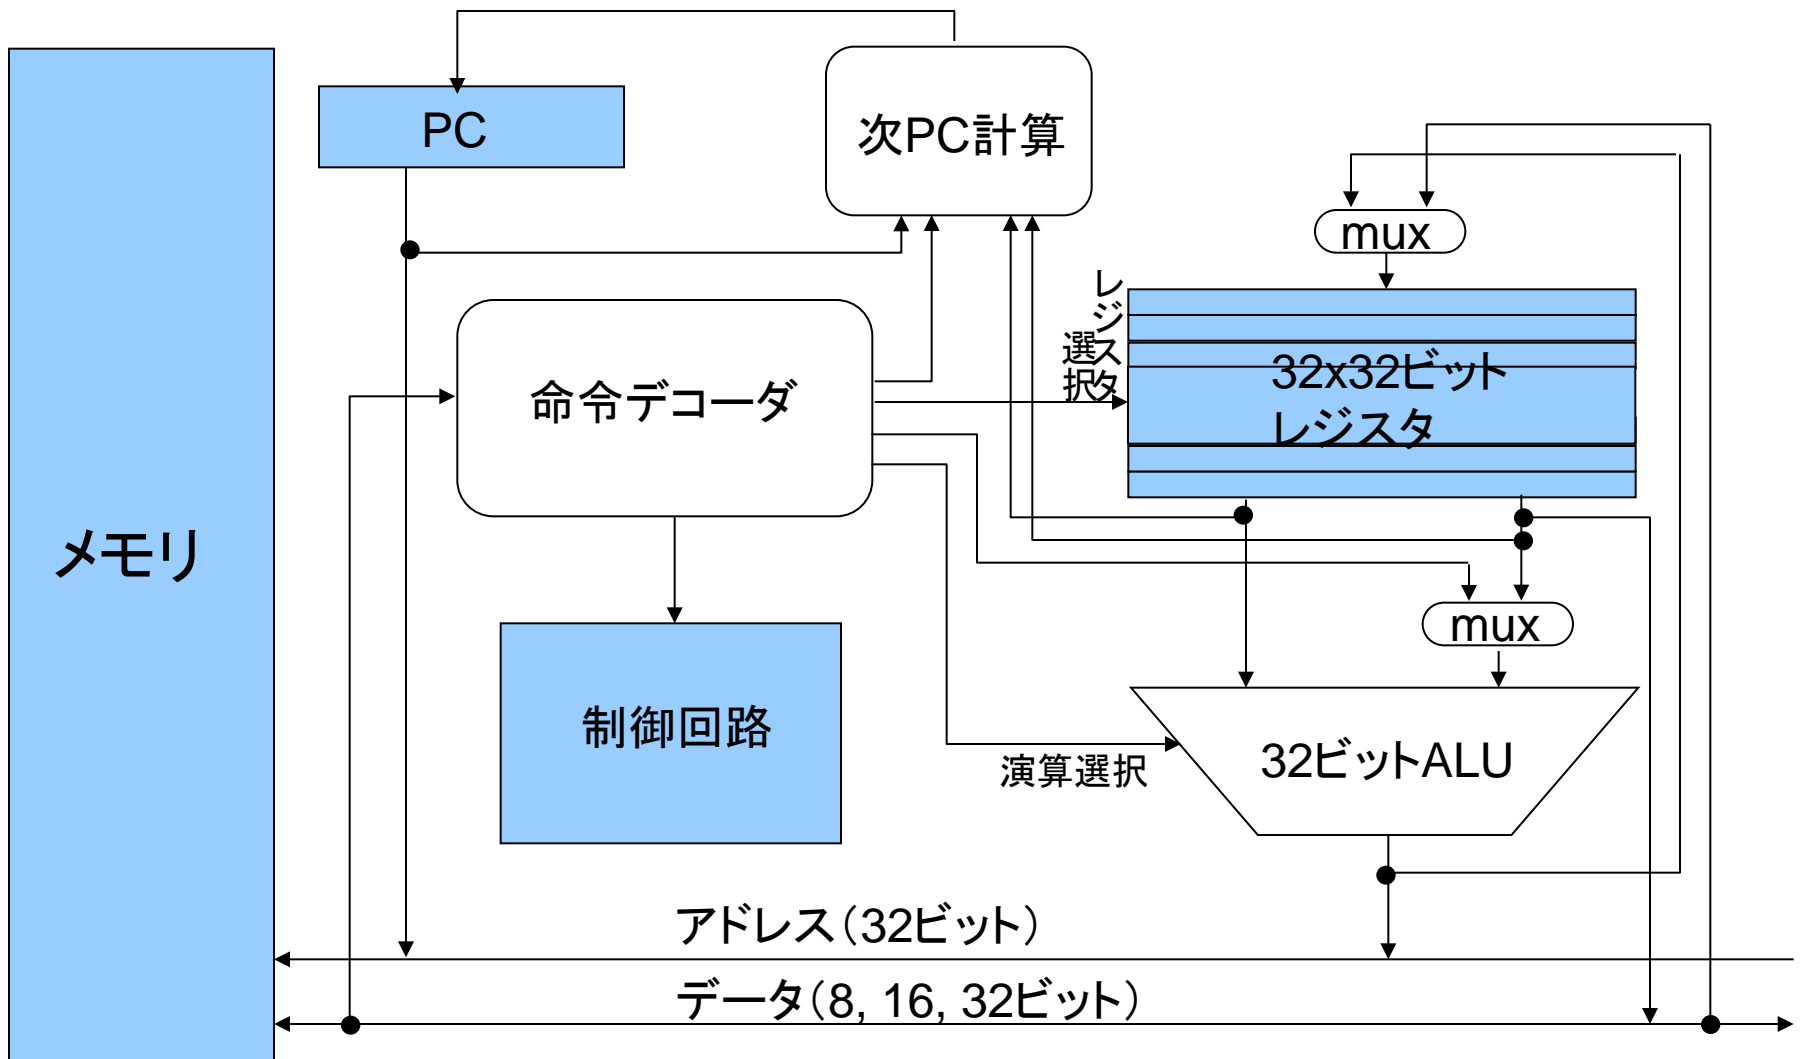 PC
次PC計算
mux
レジスタ
選択
32x32ビット
レジスタ
命令デコーダ
メモリ
mux
制御回路
32ビットALU
演算選択
アドレス(32ビット)
データ(8, 16, 32ビット)